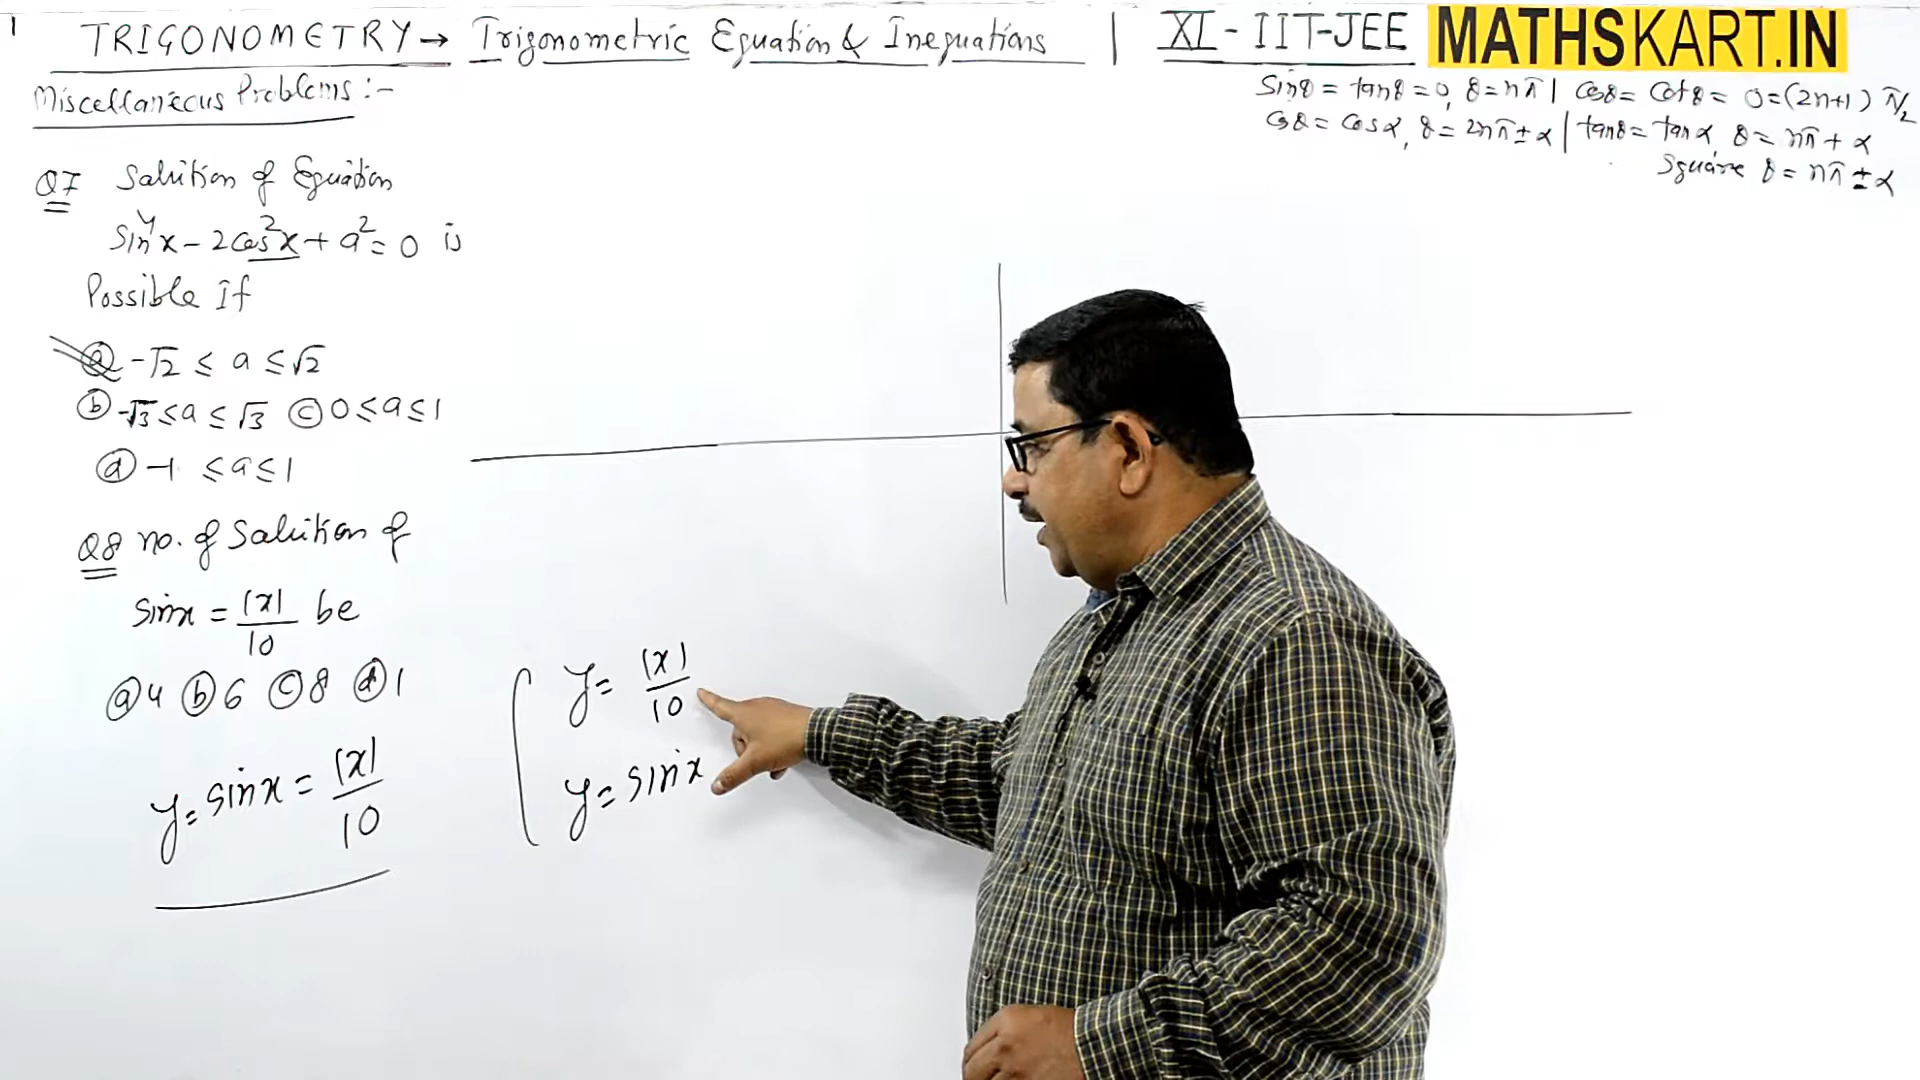 1
TRIGONOMETRY → Trigonometric Equation & Inequations | XI - IIT-JEE MATHSKART.IN
Miscellaneous Problems :-
sinθ = tanθ = 0, θ = nπ | cosθ = cotθ = 0 = (2n+1) π/2
cosθ = cosα, θ = 2nπ ± α | tanθ = tanα, θ = nπ + α
square θ = nπ ± α
Q7 Solution of Equation
sin⁴x - 2cos²x + a² = 0 is
Possible If
ⓐ -√2 ≤ a ≤ √2
ⓑ -√3 ≤ a ≤ √3 ⓒ 0 ≤ a ≤ 1
ⓓ -1 ≤ a ≤ 1
Q8 no. of Solution of
sinx = |x|/10 be
ⓐ 4 ⓑ 6 ⓒ 8 ⓓ 1
y = sinx = |x|/10
y = |x|/10
y = sinx